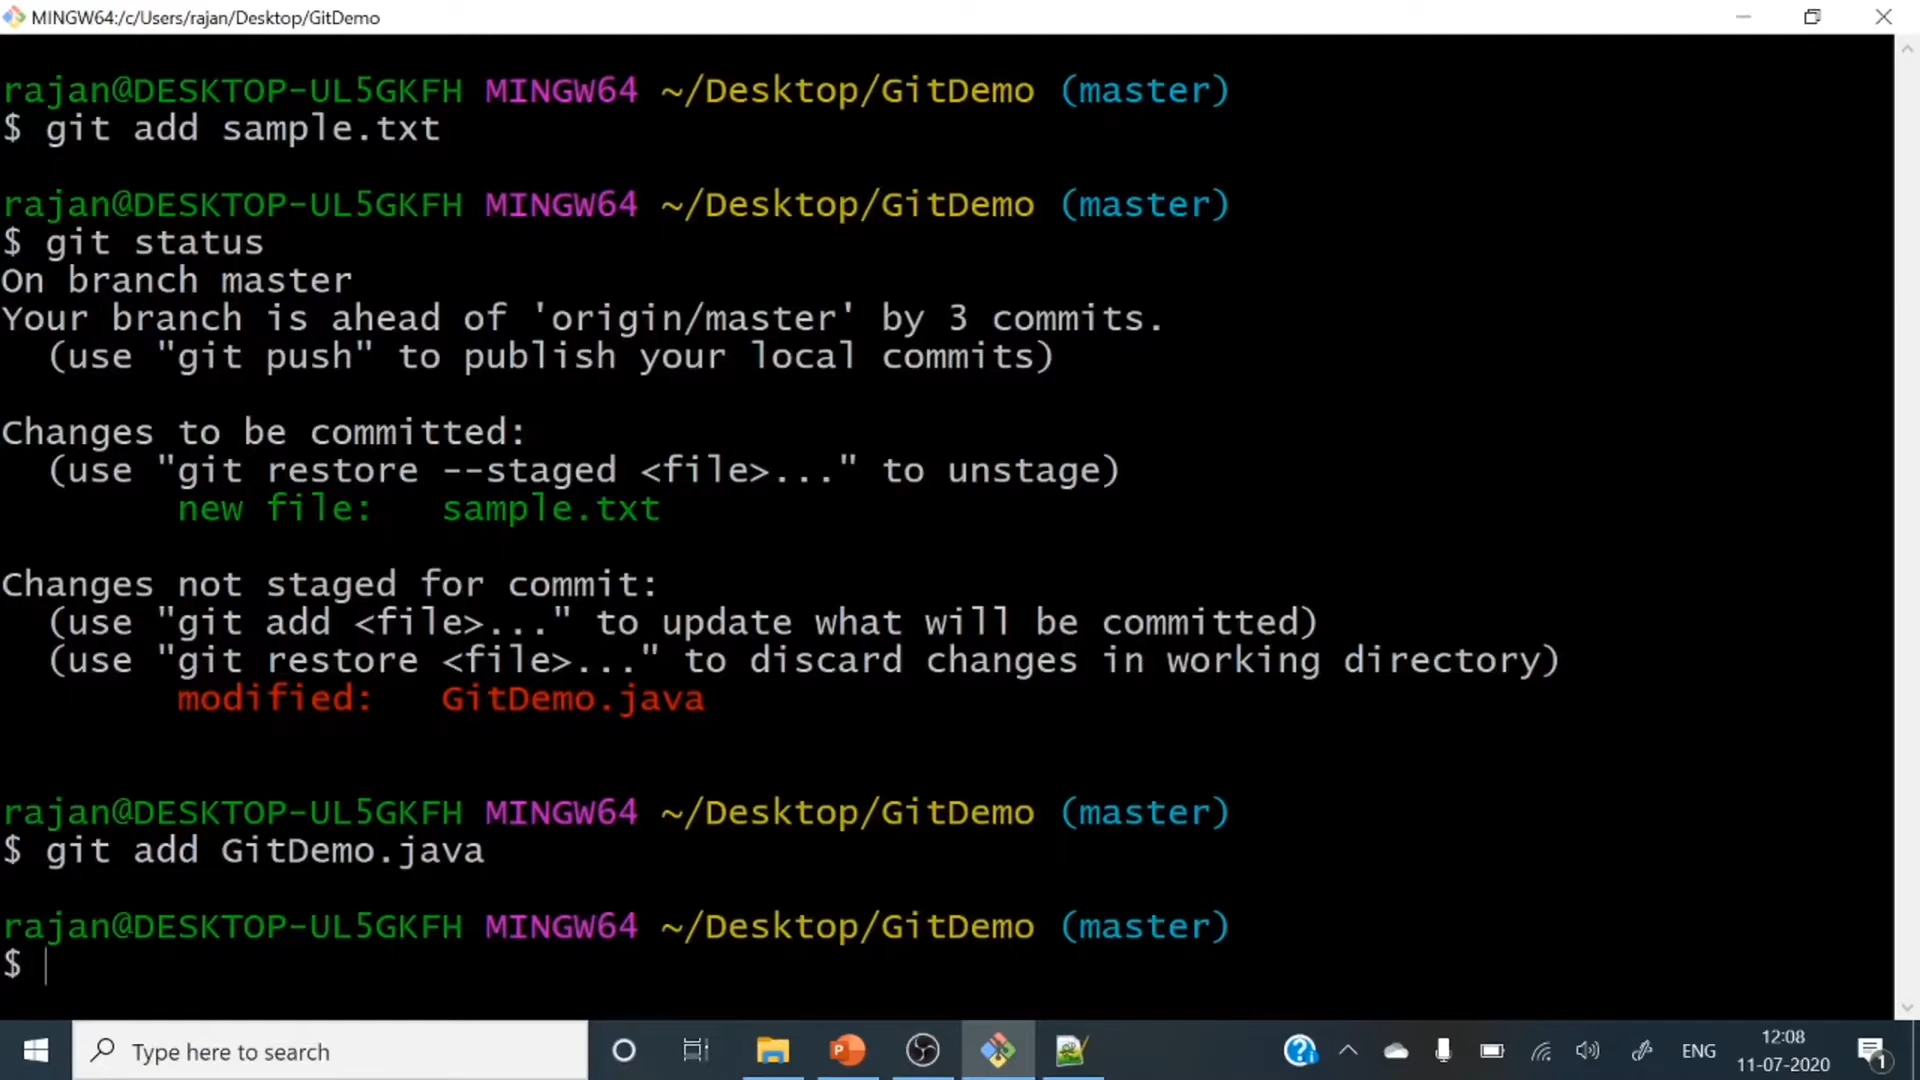 MINGW64:/c/Users/rajan/Desktop/GitDemo
rajan@DESKTOP-UL5GKFH MINGW64 ~/Desktop/GitDemo (master)
$ git add sample.txt
rajan@DESKTOP-UL5GKFH MINGW64 ~/Desktop/GitDemo (master)
$ git status
On branch master
Your branch is ahead of 'origin/master' by 3 commits.
(use "git push" to publish your local commits)
Changes to be committed:
(use "git restore --staged <file>..." to unstage)
new file: sample.txt
Changes not staged for commit:
(use "git add <file>..." to update what will be committed)
(use "git restore <file>..." to discard changes in working directory)
modified: GitDemo.java
rajan@DESKTOP-UL5GKFH MINGW64 ~/Desktop/GitDemo (master)
$ git add GitDemo.java
rajan@DESKTOP-UL5GKFH MINGW64 ~/Desktop/GitDemo (master)
$
Type here to search
P
?
ENG
12:08
11-07-2020
1